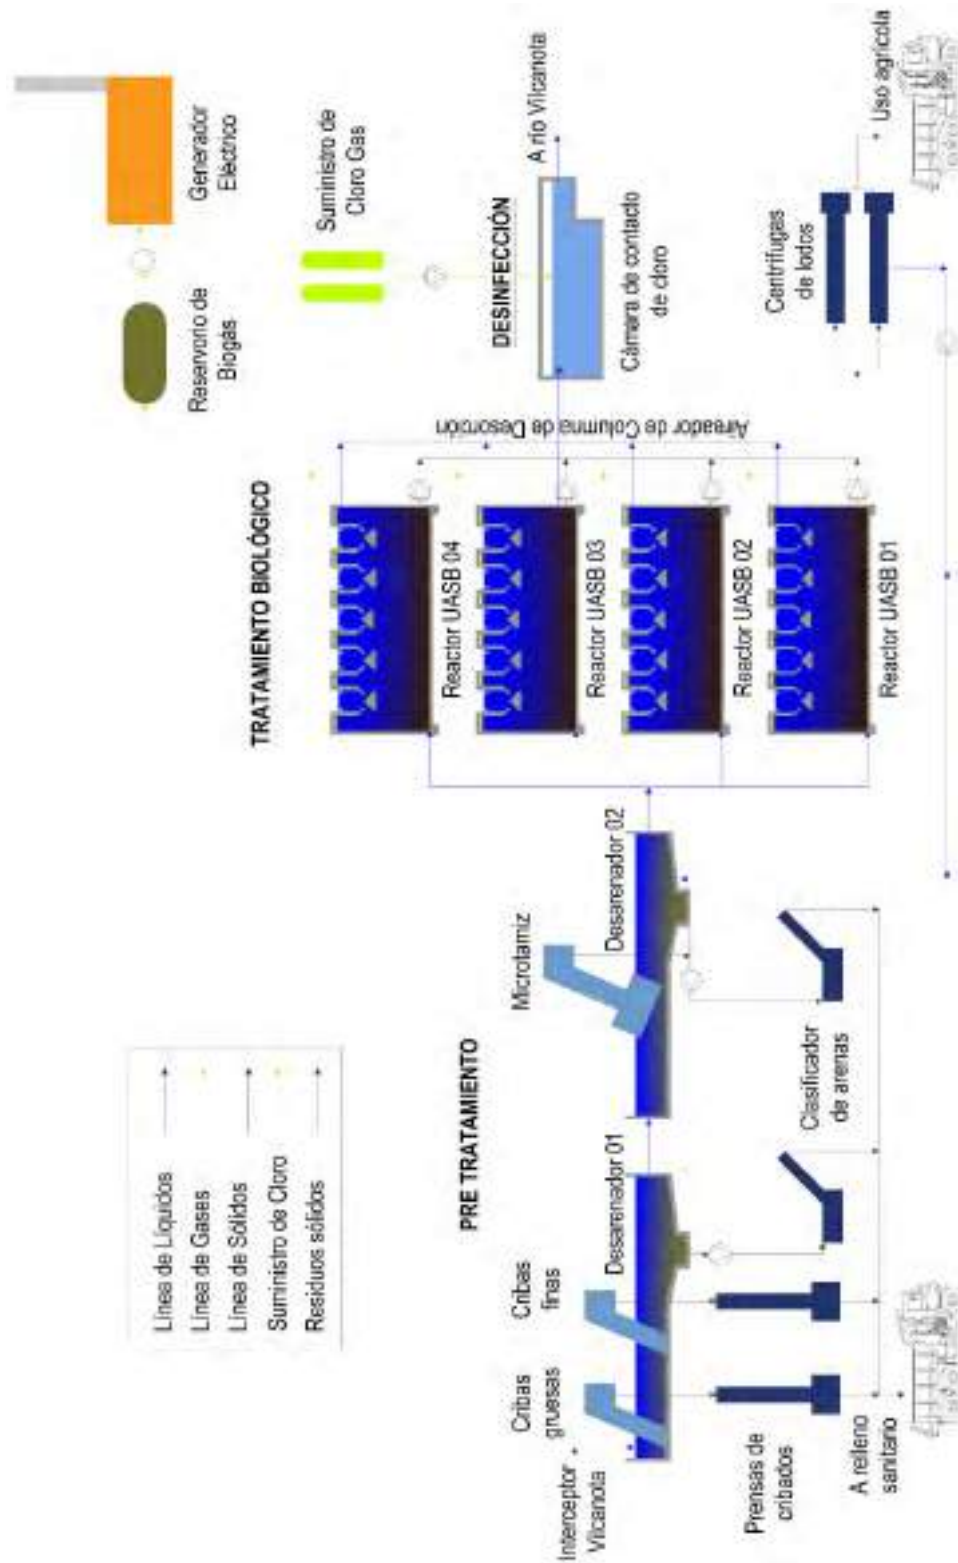 Línea de Líquidos
Línea de Gases
Línea de Sólidos
Suministro de Cloro
Residuos sólidos
PRE TRATAMIENTO
Interceptor
Vilcanota
Cribas
gruesas
Cribas
finas
Desarenador 01
Microtamiz
Desarenador 02
Prensas de
cribados
A relleno
sanitario
Clasificador
de arenas
TRATAMIENTO BIOLÓGICO
Reactor UASB 04
Reactor UASB 03
Reactor UASB 02
Reactor UASB 01
Aireador de Columna de Desorción
Reservorio de
Biogás
Generador
Eléctrico
Suministro de
Cloro Gas
DESINFECCIÓN
A río Vilcanota
Cámara de contacto
de cloro
Centrífugas
de lodos
Uso agrícola